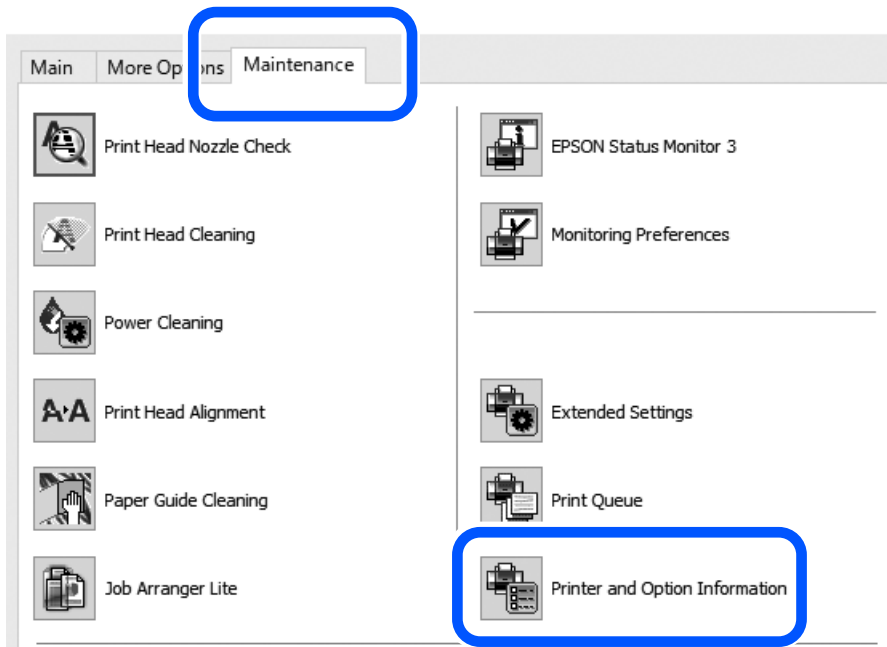 Main
More Options
Maintenance
Print Head Nozzle Check
Print Head Cleaning
Power Cleaning
Print Head Alignment
Paper Guide Cleaning
Job Arranger Lite
EPSON Status Monitor 3
Monitoring Preferences
Extended Settings
Print Queue
Printer and Option Information